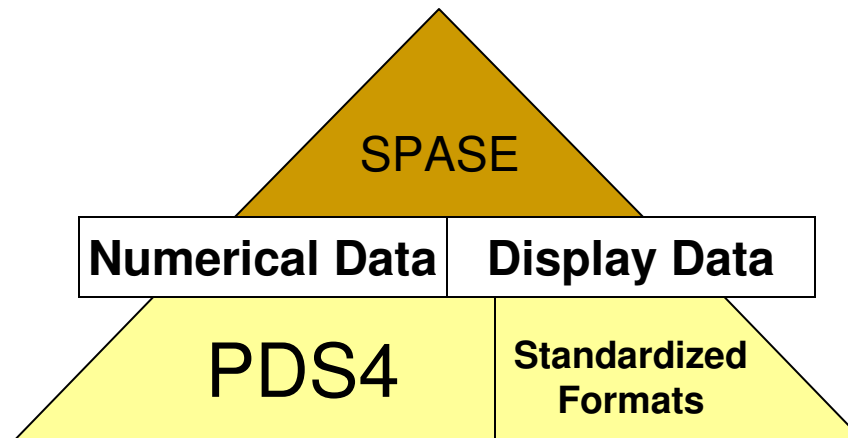 SPASE
Numerical Data
Display Data
PDS4
Standardized
Formats